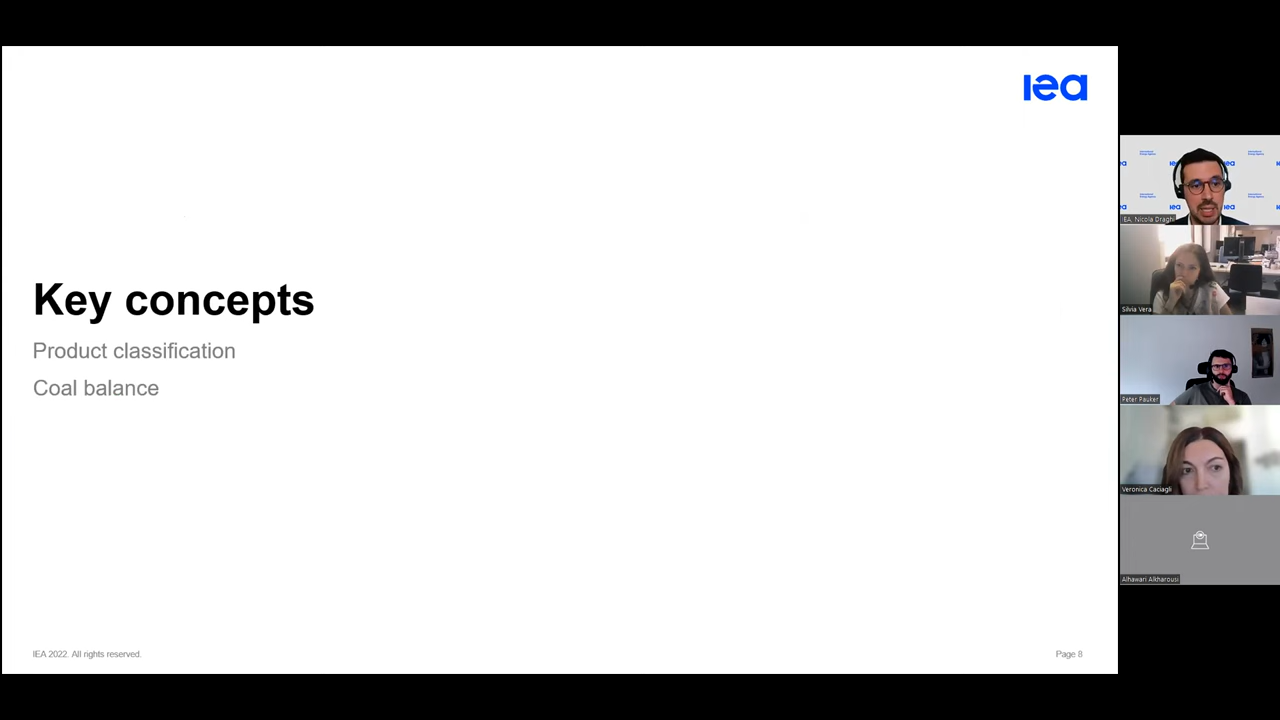 iea
Key concepts
Product classification
Coal balance
IEA 2022. All rights reserved.
Page 8
iea
IEA, Nicola Draghi
Silvia Vera
Peter Pauker
Veronica Caciagli
Alhawari Alkharousi